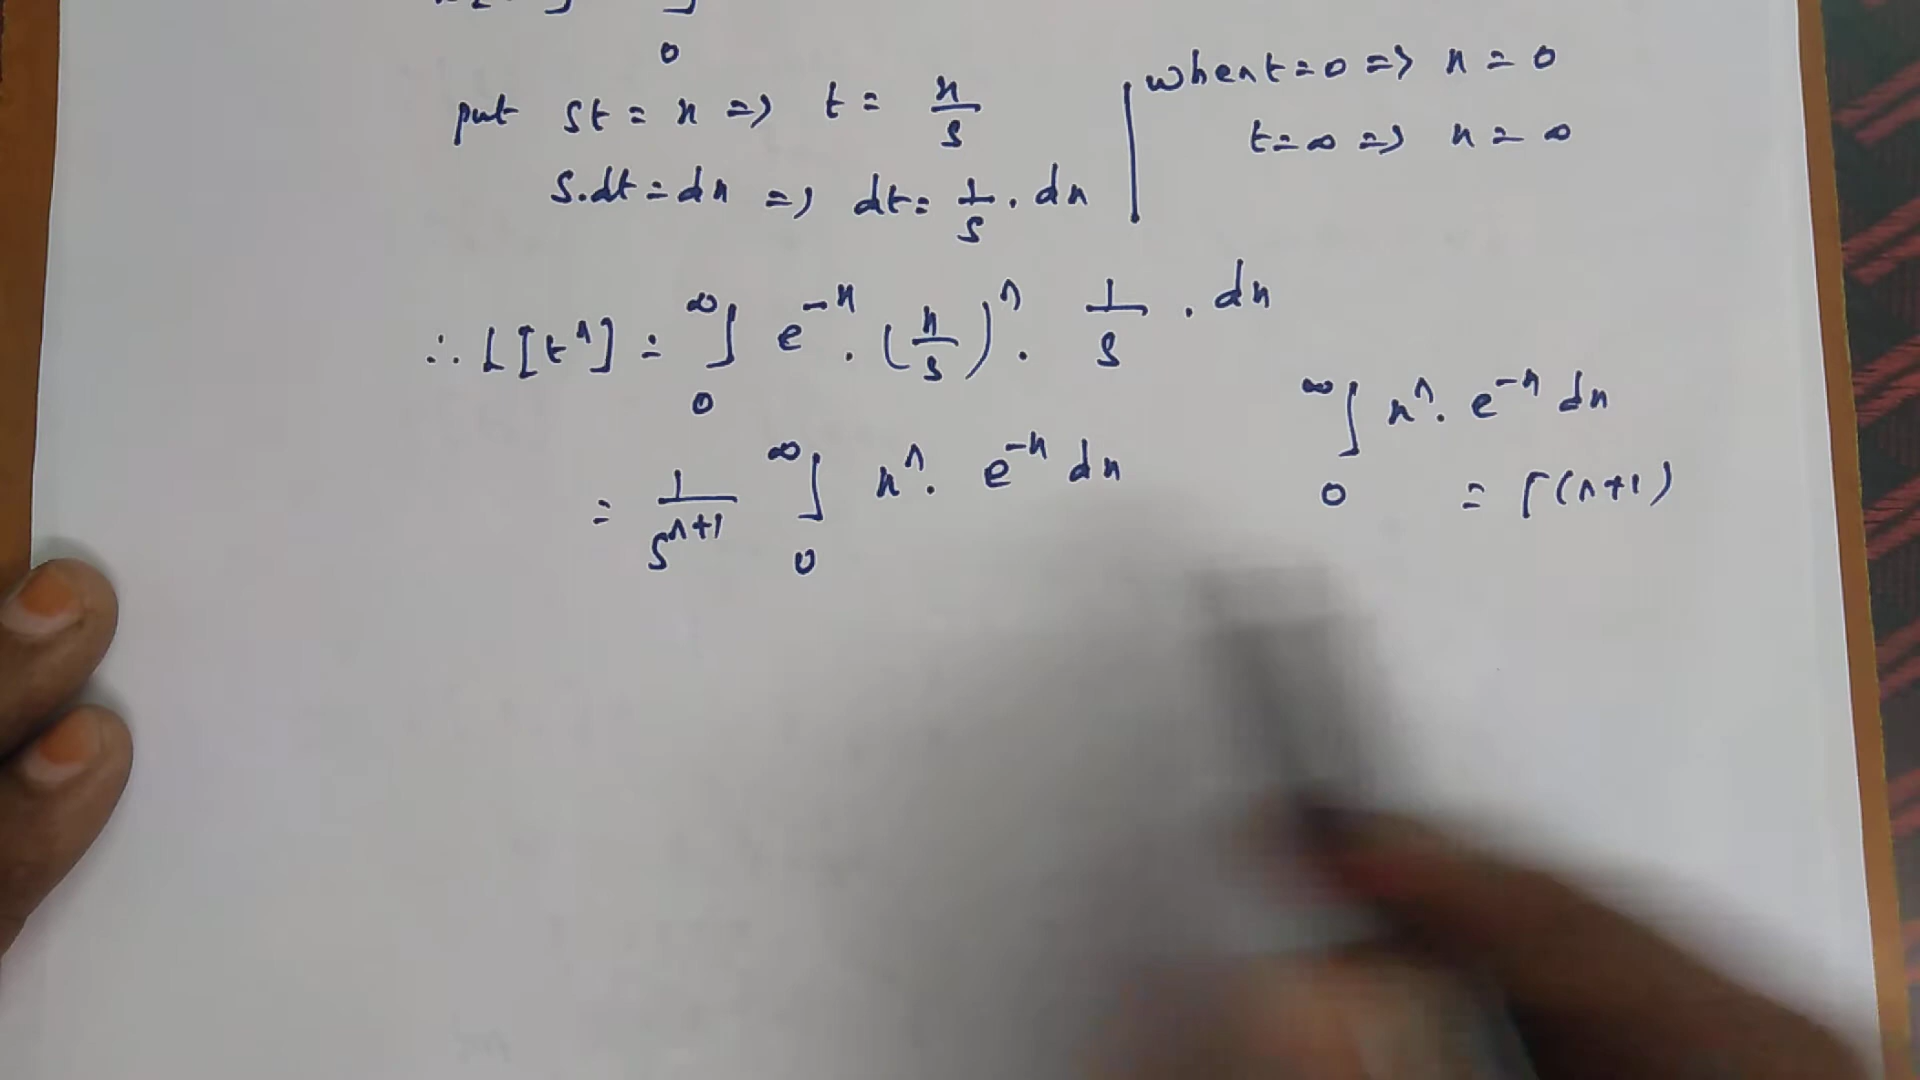 0
put st = x => t = x/s
when t = 0 => x = 0
t = ∞ => x = ∞
s.dt = dx => dt = 1/s . dx
∴ L[t^n] = ∫_0^∞ e^{-x} . (x/s)^n . 1/s . dx
= 1/s^{n+1} ∫_0^∞ x^n . e^{-x} dx
∫_0^∞ x^n . e^{-x} dx
= Γ(n+1)